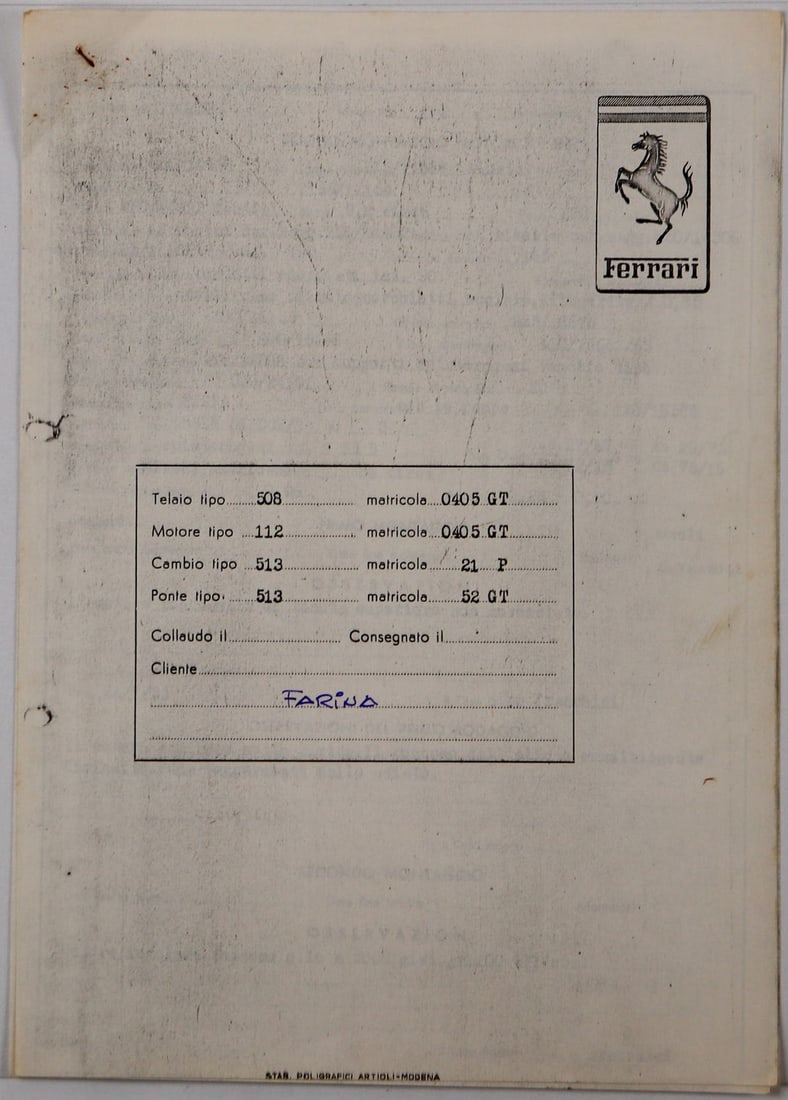 Ferrari
Telaio tipo 508 matricola 0405 GT
Motore tipo 112 matricola 0405 GT
Cambio tipo 513 matricola 21 P
Ponte tipo 513 matricola 52 GT
Collaudo il Consegnato il
Cliente
FARINA
STAB. POLIGRAFICI ARTIOLI-MODENA